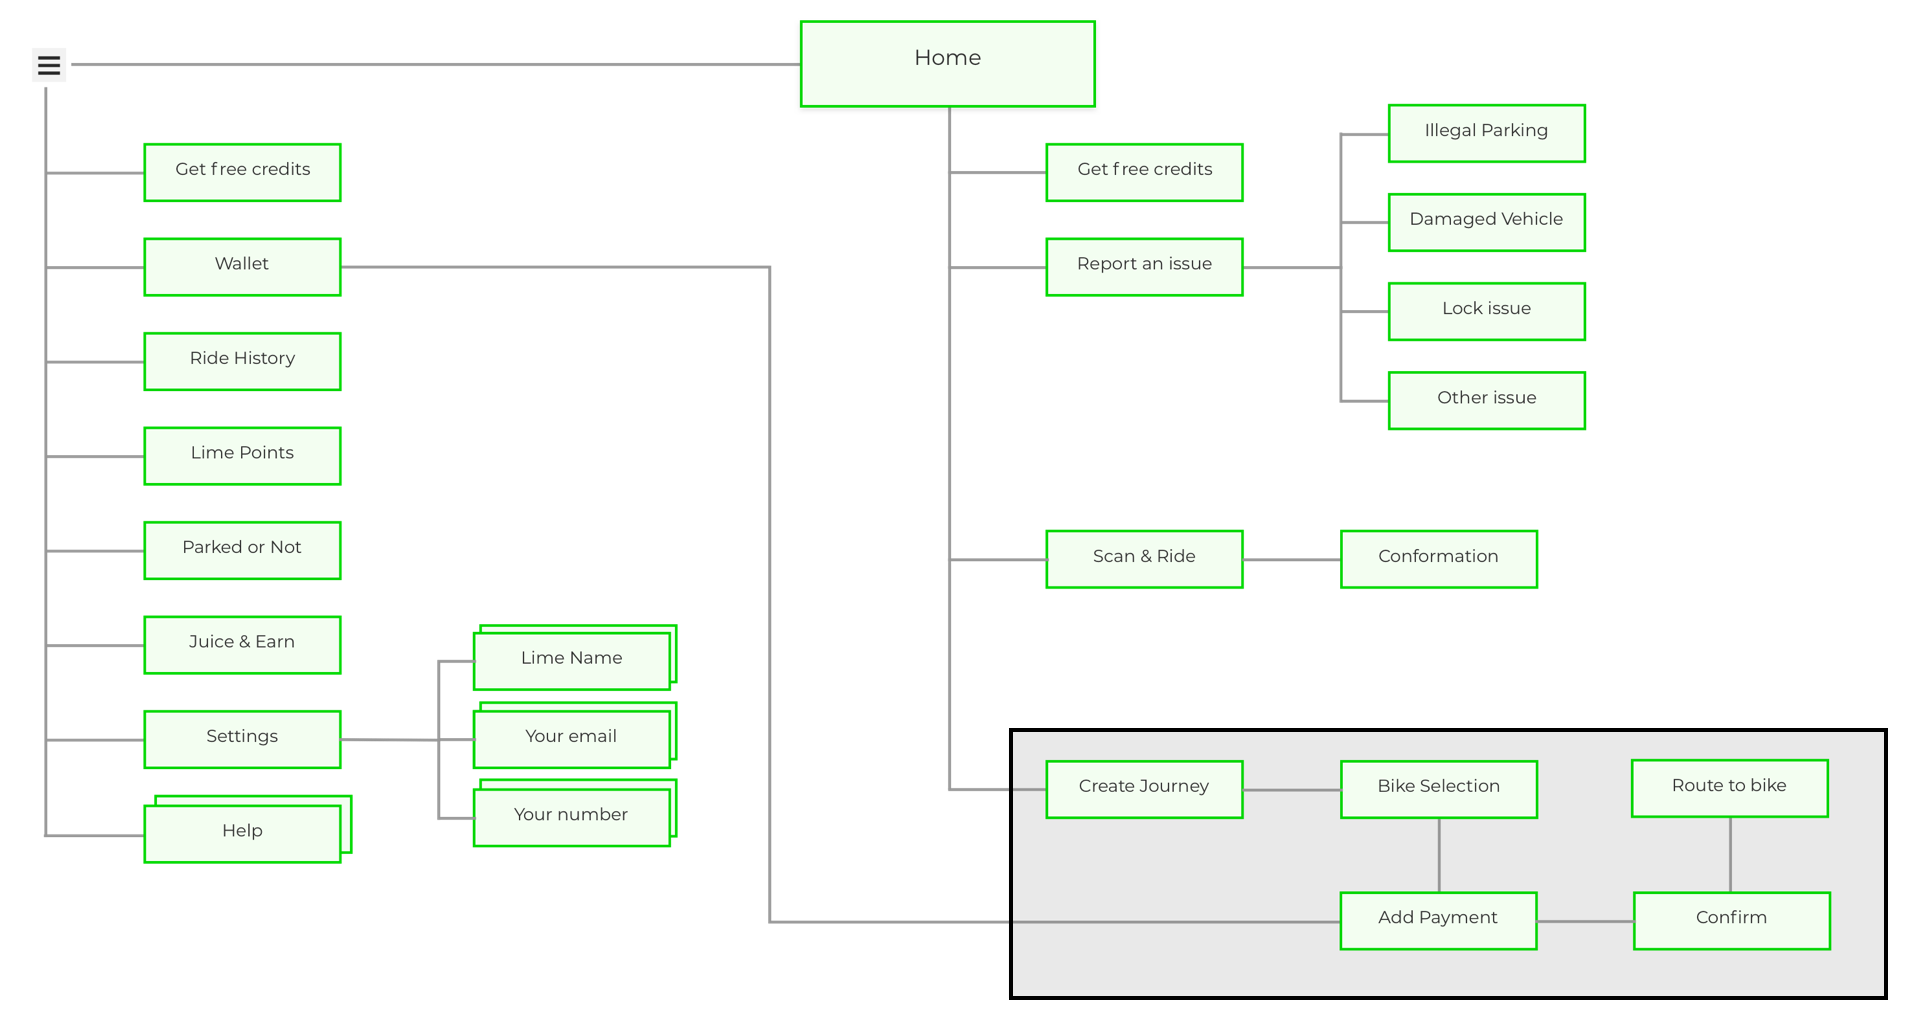 Home
Get free credits
Wallet
Ride History
Lime Points
Parked or Not
Juice & Earn
Settings
Help
Lime Name
Your email
Your number
Get free credits
Report an issue
Illegal Parking
Damaged Vehicle
Lock issue
Other issue
Scan & Ride
Conformation
Create Journey
Bike Selection
Route to bike
Add Payment
Confirm